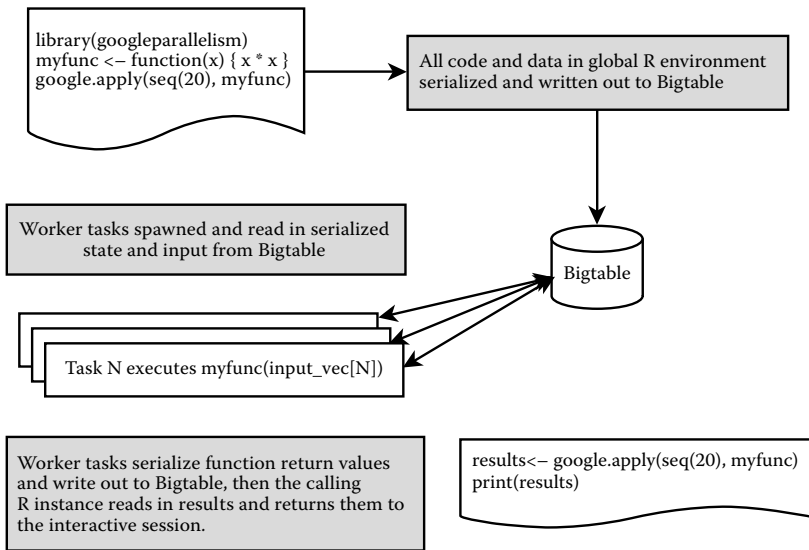 library(googleparallelism)
myfunc <– function(x) { x * x }
google.apply(seq(20), myfunc)
All code and data in global R environment
serialized and written out to Bigtable
Worker tasks spawned and read in serialized
state and input from Bigtable
Bigtable
Task N executes myfunc(input_vec[N])
Worker tasks serialize function return values
and write out to Bigtable, then the calling
R instance reads in results and returns them to
the interactive session.
results<– google.apply(seq(20), myfunc)
print(results)